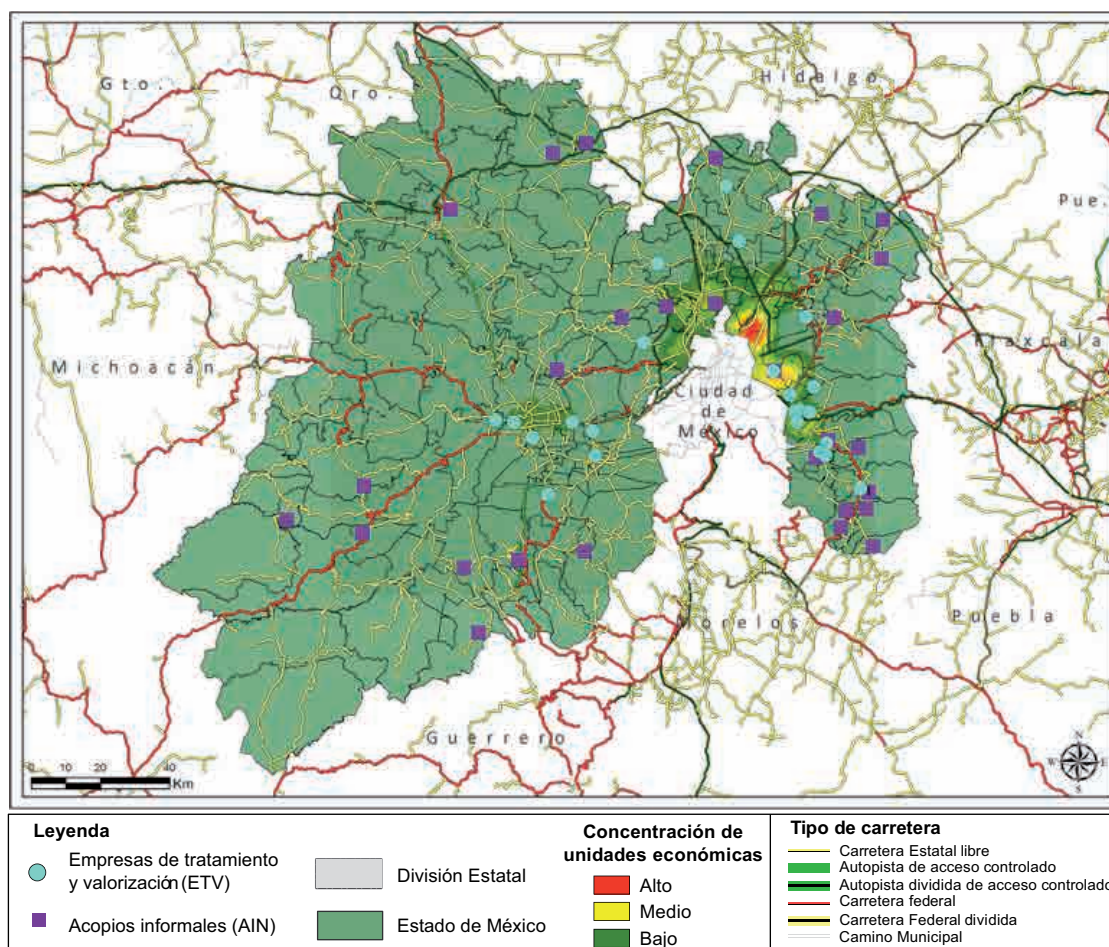 Gto.
Qro.
Hidalgo
Pue.
Michoacán
Tlaxcala
Ciudad
de
México
Morelos
Puebla
Guerrero
0 10 20 40
Km
N
W E
S
Leyenda
Empresas de tratamiento
y valorización (ETV)
Acopios informales (AIN)
División Estatal
Estado de México
Concentración de
unidades económicas
Alto
Medio
Bajo
Tipo de carretera
Carretera Estatal libre
Autopista de acceso controlado
Autopista dividida de acceso controlado
Carretera federal
Carretera Federal dividida
Camino Municipal